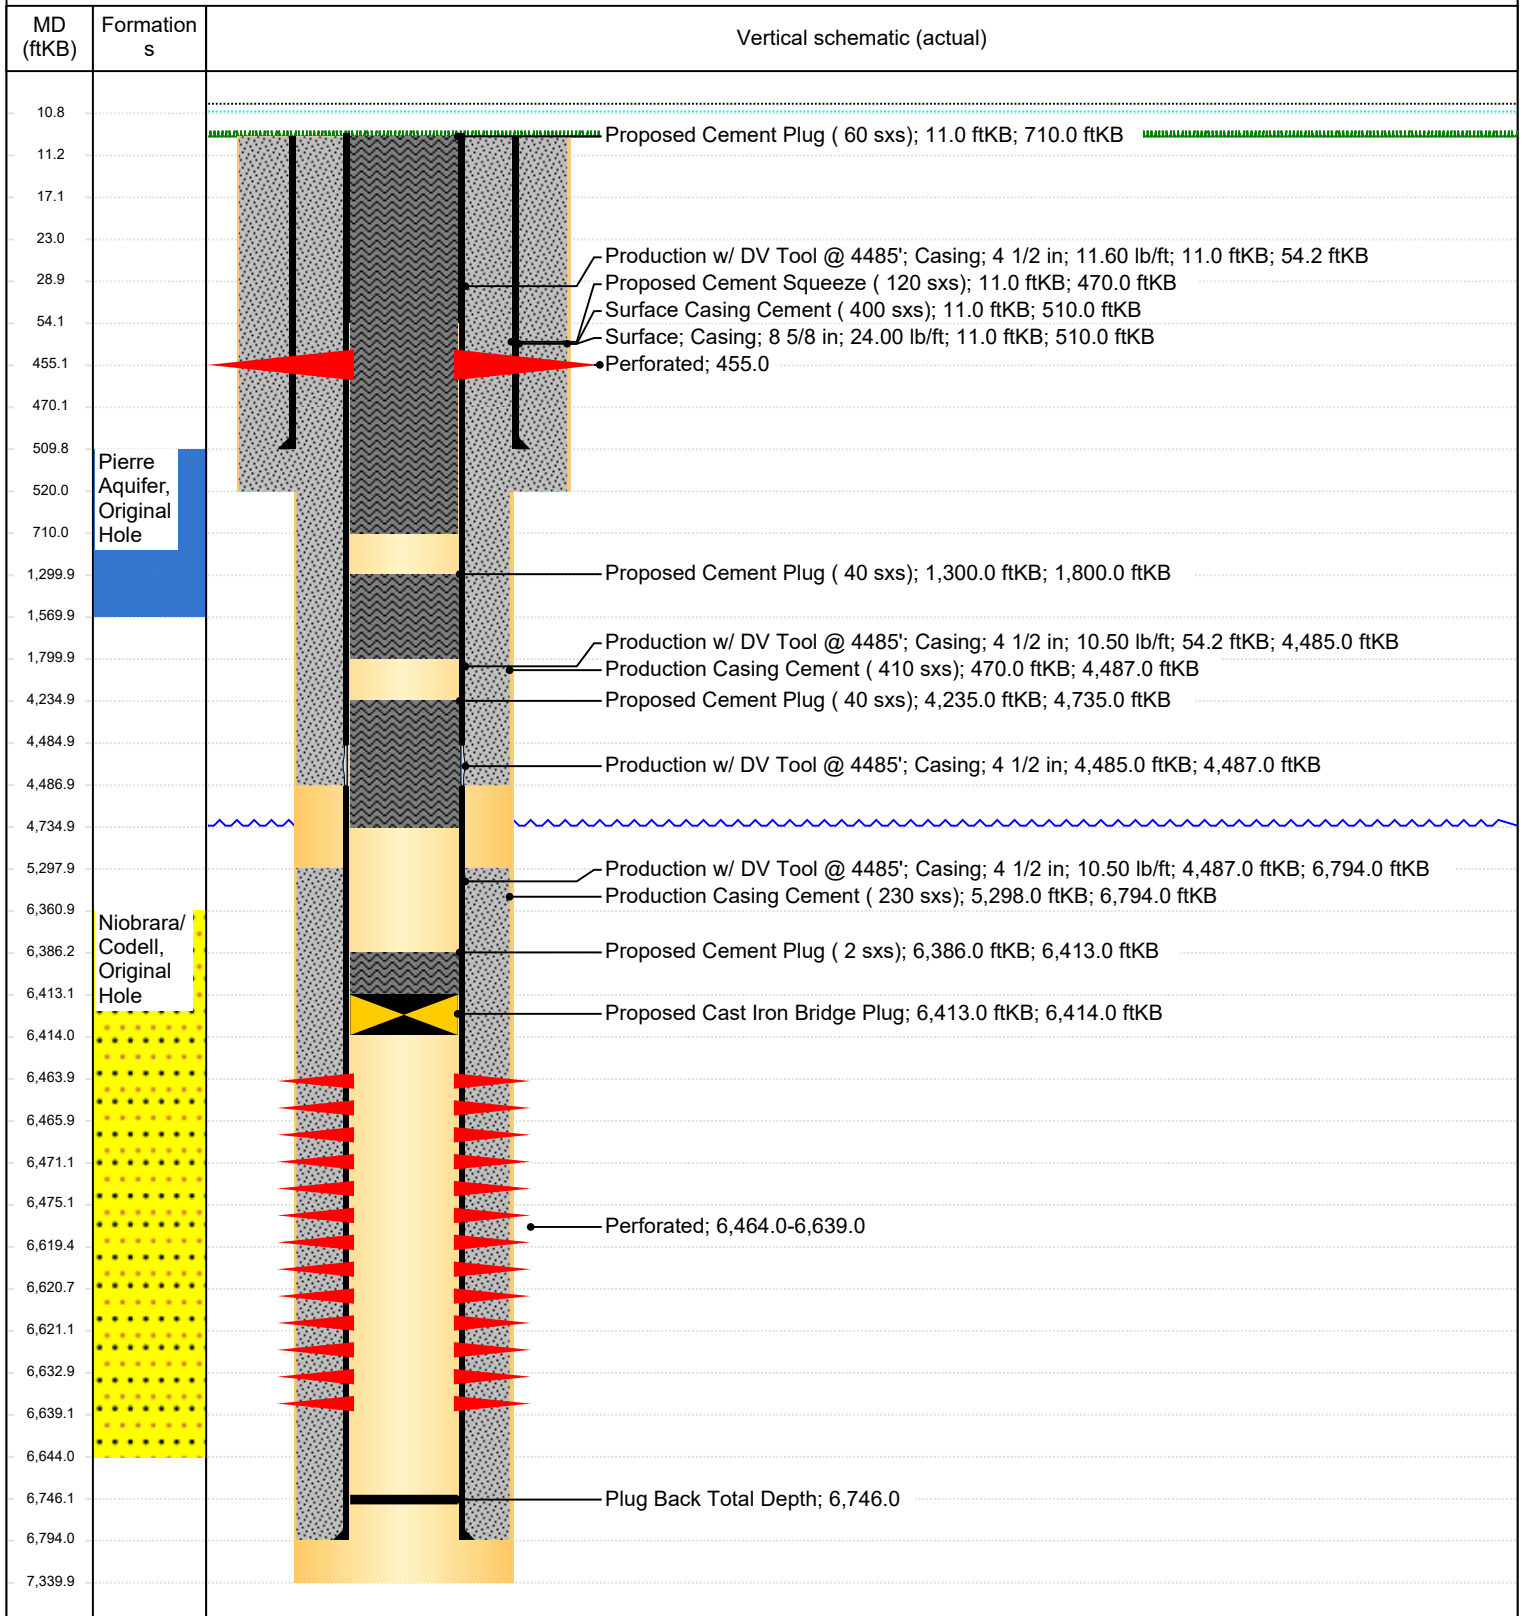 MD
(ftKB)
Formation
s
Vertical schematic (actual)
10.8
Proposed Cement Plug ( 60 sxs); 11.0 ftKB; 710.0 ftKB
11.2
17.1
23.0
Production w/ DV Tool @ 4485'; Casing; 4 1/2 in; 11.60 lb/ft; 11.0 ftKB; 54.2 ftKB
28.9
Proposed Cement Squeeze ( 120 sxs); 11.0 ftKB; 470.0 ftKB
Surface Casing Cement ( 400 sxs); 11.0 ftKB; 510.0 ftKB
54.1
Surface; Casing; 8 5/8 in; 24.00 lb/ft; 11.0 ftKB; 510.0 ftKB
455.1
Perforated; 455.0
470.1
509.8
Pierre
Aquifer,
Original
Hole
520.0
710.0
1,299.9
Proposed Cement Plug ( 40 sxs); 1,300.0 ftKB; 1,800.0 ftKB
1,569.9
Production w/ DV Tool @ 4485'; Casing; 4 1/2 in; 10.50 lb/ft; 54.2 ftKB; 4,485.0 ftKB
1,799.9
Production Casing Cement ( 410 sxs); 470.0 ftKB; 4,487.0 ftKB
4,234.9
Proposed Cement Plug ( 40 sxs); 4,235.0 ftKB; 4,735.0 ftKB
4,484.9
Production w/ DV Tool @ 4485'; Casing; 4 1/2 in; 4,485.0 ftKB; 4,487.0 ftKB
4,486.9
4,734.9
5,297.9
Production w/ DV Tool @ 4485'; Casing; 4 1/2 in; 10.50 lb/ft; 4,487.0 ftKB; 6,794.0 ftKB
Production Casing Cement ( 230 sxs); 5,298.0 ftKB; 6,794.0 ftKB
6,360.9
Niobrara/
Codell,
Original
Hole
6,386.2
Proposed Cement Plug ( 2 sxs); 6,386.0 ftKB; 6,413.0 ftKB
6,413.1
Proposed Cast Iron Bridge Plug; 6,413.0 ftKB; 6,414.0 ftKB
6,414.0
6,463.9
6,465.9
6,471.1
6,475.1
Perforated; 6,464.0-6,639.0
6,619.4
6,620.7
6,621.1
6,632.9
6,639.1
6,644.0
6,746.1
Plug Back Total Depth; 6,746.0
6,794.0
7,339.9